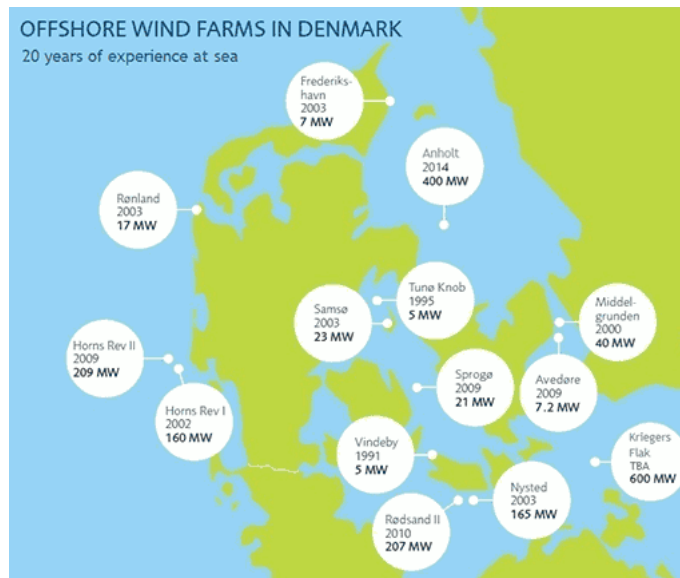 OFFSHORE WIND FARMS IN DENMARK
20 years of experience at sea
Frederiks-
havn
2003
7 MW
Anholt
2014
400 MW
Rønland
2003
17 MW
Tunø Knob
1995
5 MW
Samsø
2003
23 MW
Middel-
grunden
2000
40 MW
Horns Rev II
2009
209 MW
Horns Rev I
2002
160 MW
Sprogø
2009
21 MW
Avedøre
2009
7.2 MW
Vindeby
1991
5 MW
Krlegers
Flak
TBA
600 MW
Nysted
2003
165 MW
Rødsand II
2010
207 MW